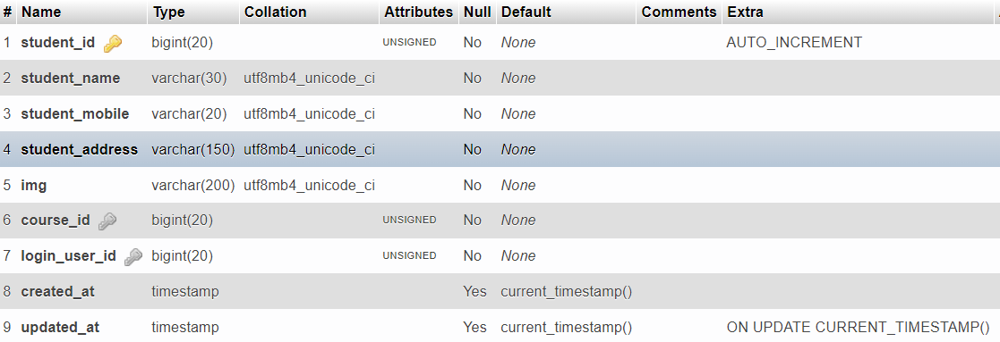 # Name Type Collation Attributes Null Default Comments Extra
1 student_id bigint(20) UNSIGNED No None AUTO_INCREMENT
2 student_name varchar(30) utf8mb4_unicode_ci No None
3 student_mobile varchar(20) utf8mb4_unicode_ci No None
4 student_address varchar(150) utf8mb4_unicode_ci No None
5 img varchar(200) utf8mb4_unicode_ci No None
6 course_id bigint(20) UNSIGNED No None
7 login_user_id bigint(20) UNSIGNED No None
8 created_at timestamp Yes current_timestamp()
9 updated_at timestamp Yes current_timestamp() ON UPDATE CURRENT_TIMESTAMP()